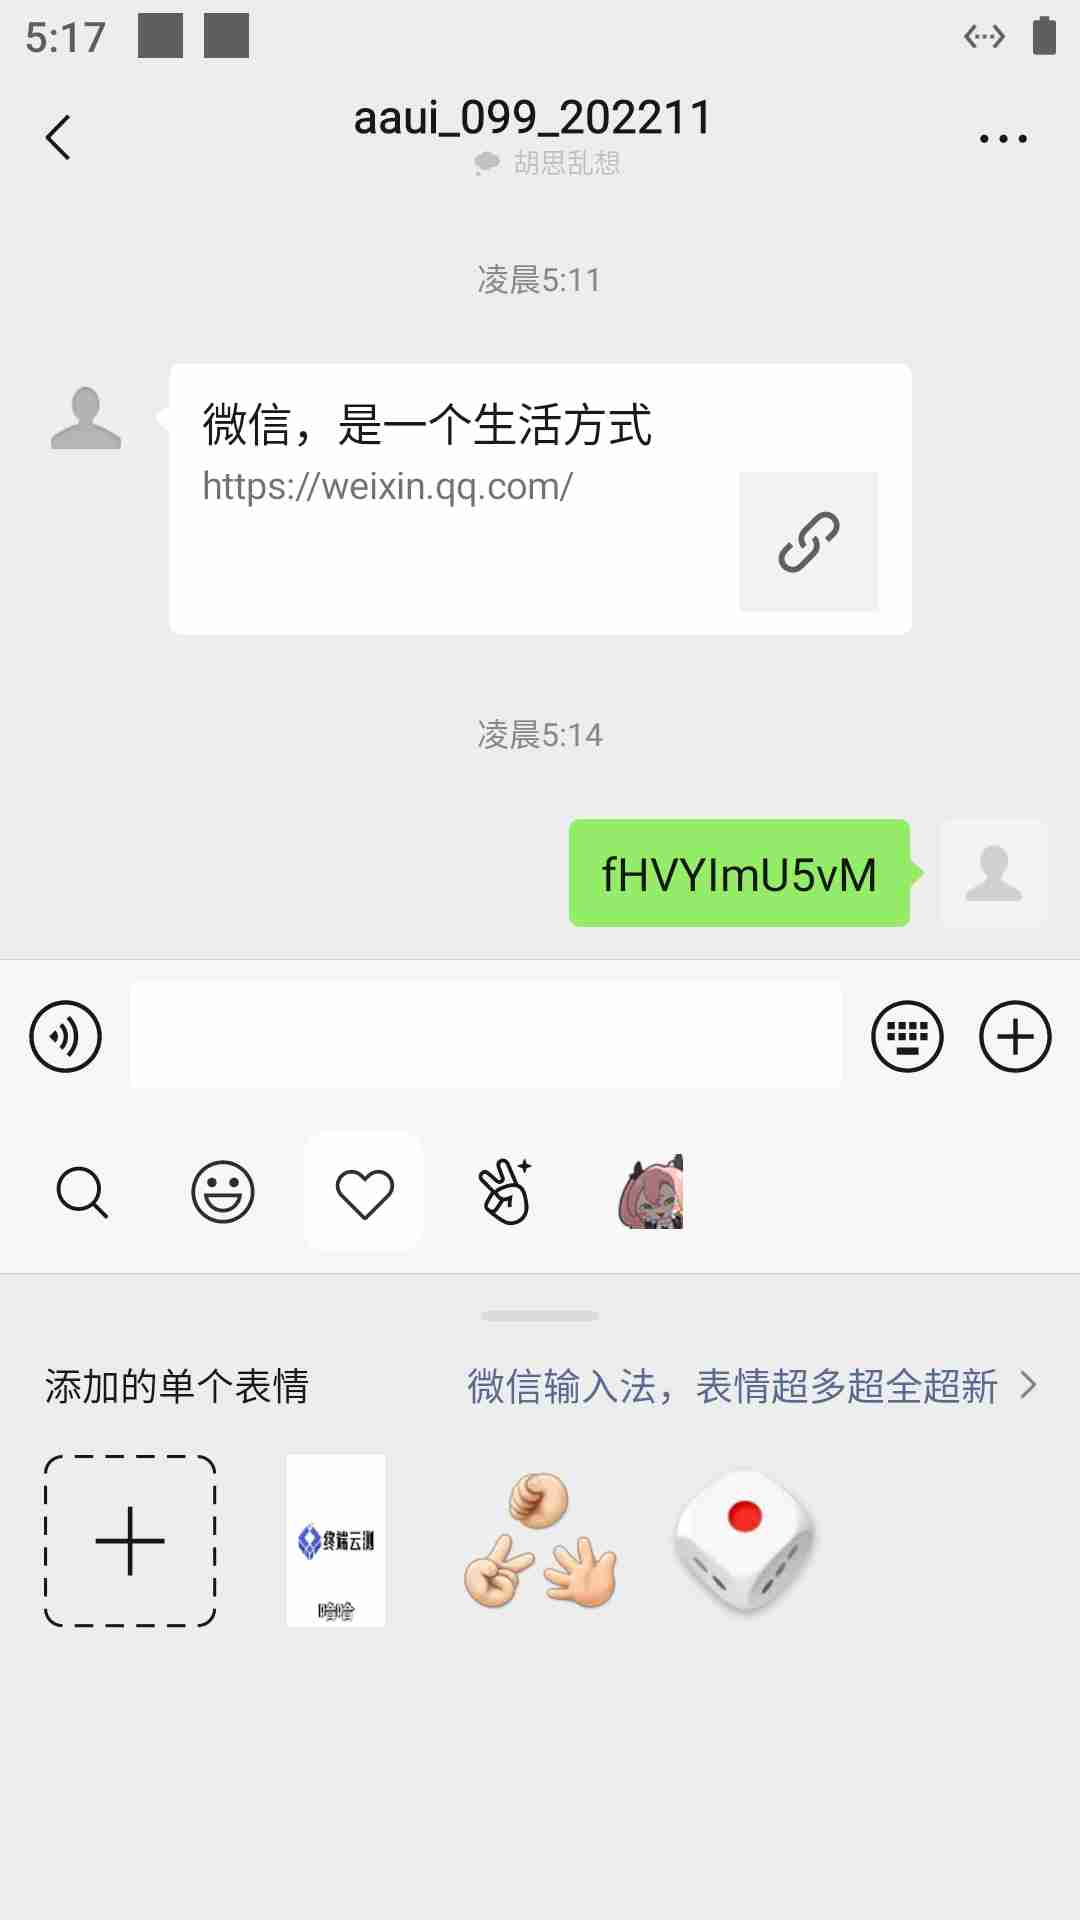 5:17
aaui_099_202211
胡思乱想
凌晨5:11
微信，是一个生活方式
https://weixin.qq.com/
凌晨5:14
fHVYImU5vM
添加的单个表情
微信输入法，表情超多超全超新
终端云测
哈哈